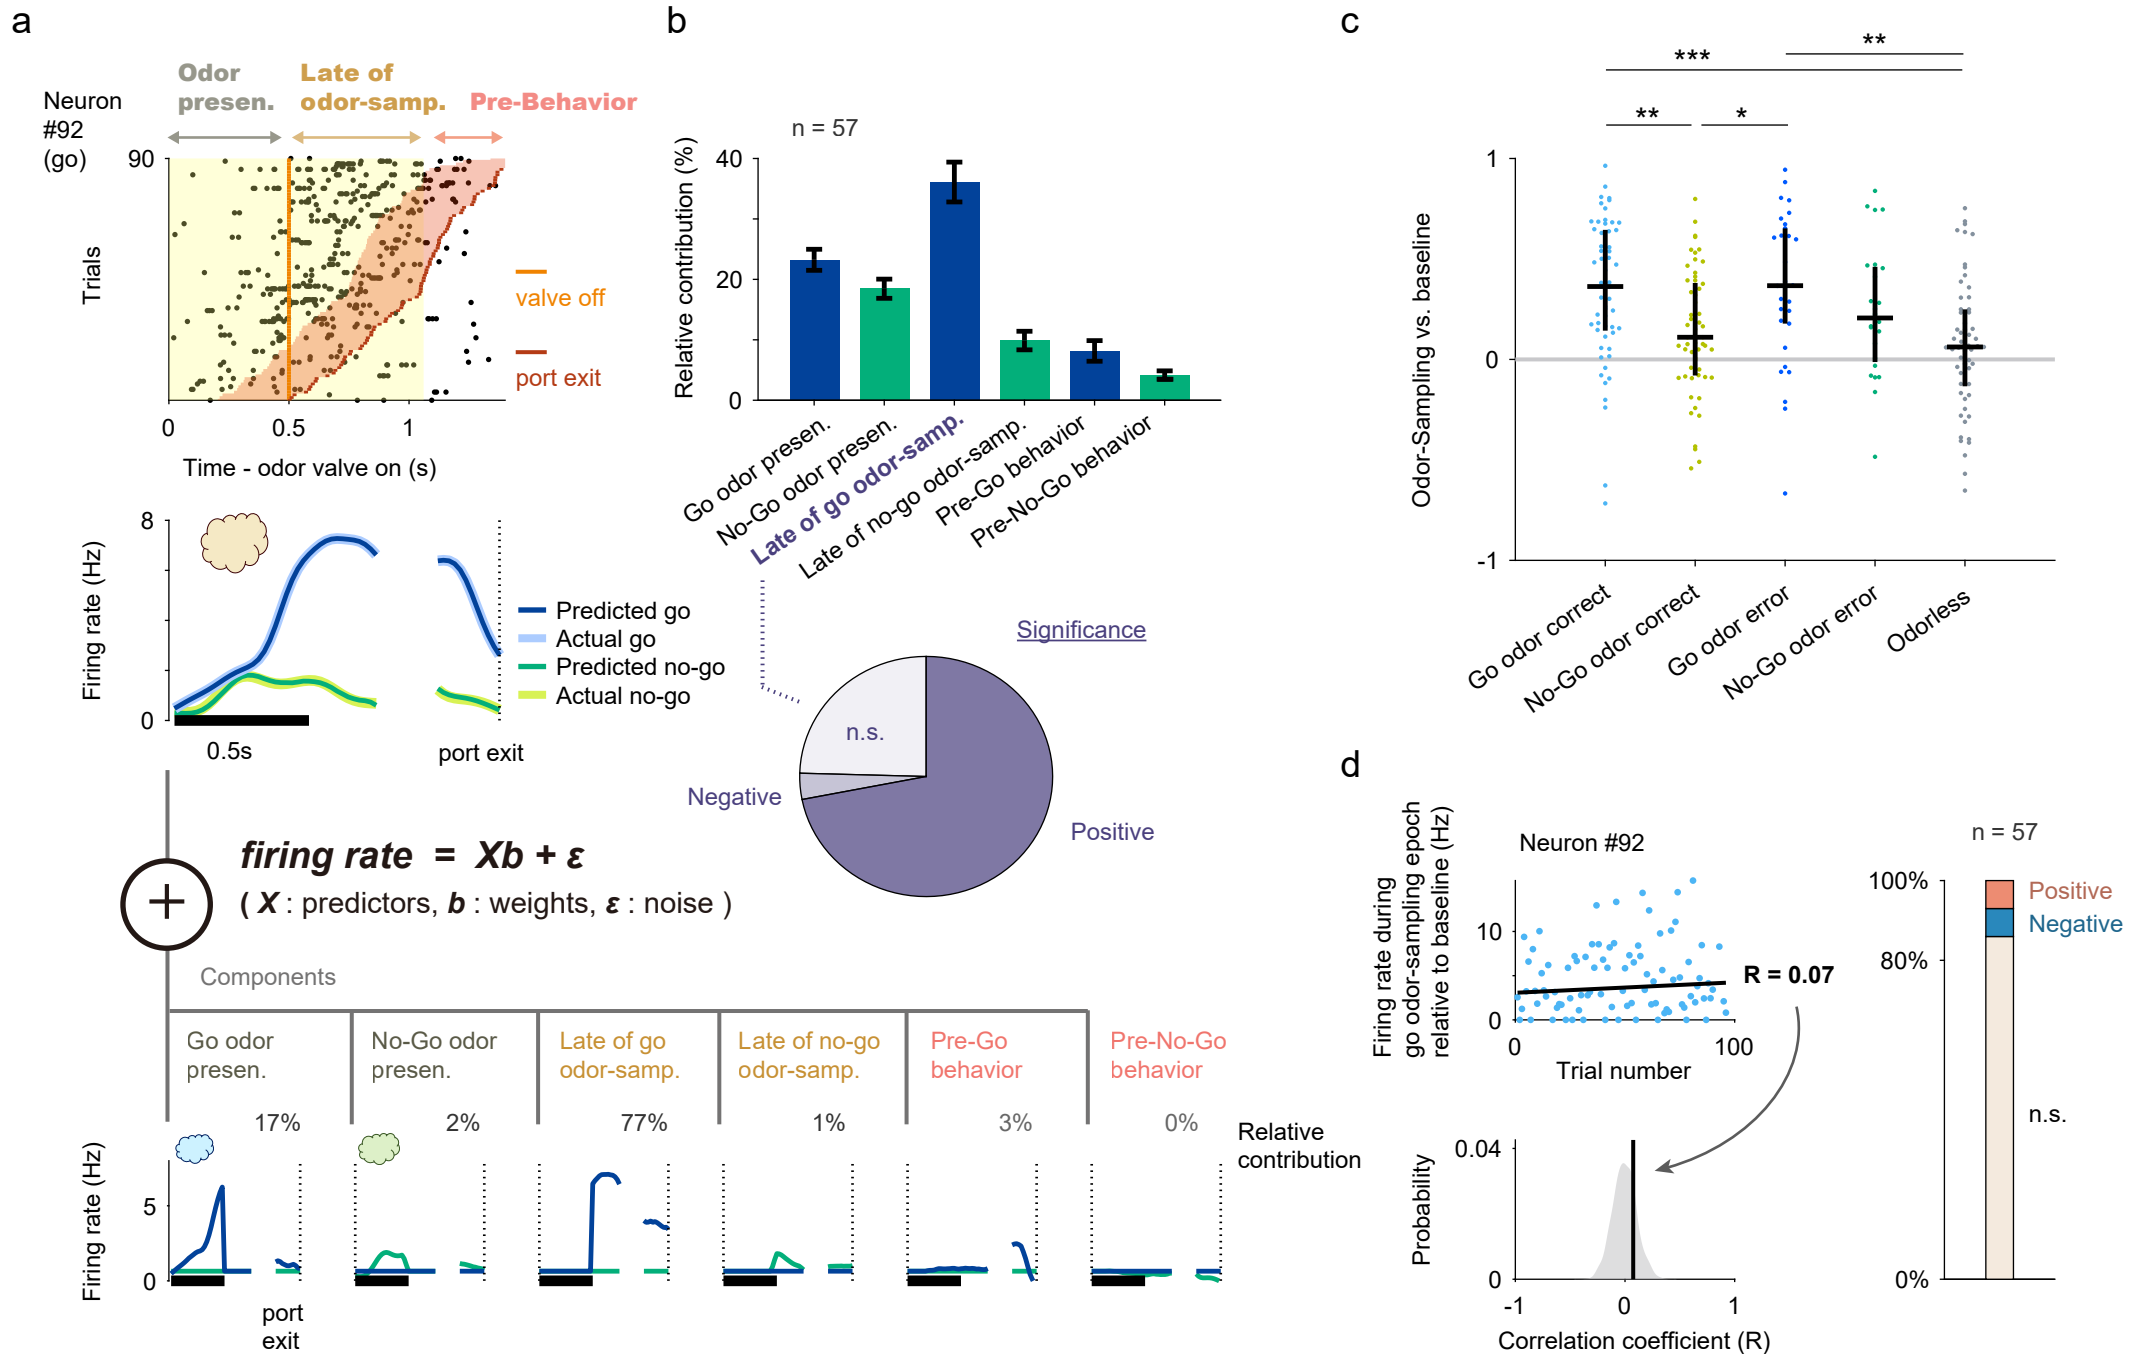 a
Neuron
#92
(go)
Odor
presen.
Late of
odor-samp.
Pre-Behavior
90
Trials
valve off
port exit
0
0.5
1
Time - odor valve on (s)
8
Firing rate (Hz)
0
0.5s
port exit
Predicted go
Actual go
Predicted no-go
Actual no-go
firing rate = Xb + ε
( X : predictors, b : weights, ε : noise )
+
Components
Go odor
presen.
No-Go odor
presen.
Late of go
odor-samp.
Late of no-go
odor-samp.
Pre-Go
behavior
Pre-No-Go
behavior
17%
2%
77%
1%
3%
0%
Relative
contribution
Firing rate (Hz)
5
0
port
exit
b
n = 57
Relative contribution (%)
40
20
0
Go odor presen.
No-Go odor presen.
Late of go odor-samp.
Late of no-go odor-samp.
Pre-Go behavior
Pre-No-Go behavior
Significance
n.s.
Negative
Positive
c
***
**
**
*
Odor-Sampling vs. baseline
1
0
-1
Go odor correct
No-Go odor correct
Go odor error
No-Go odor error
Odorless
d
Firing rate during
go odor-sampling epoch
relative to baseline (Hz)
Neuron #92
10
0
0
100
Trial number
R = 0.07
Probability
0.04
0
-1
0
1
Correlation coefficient (R)
n = 57
100%
80%
0%
Positive
Negative
n.s.